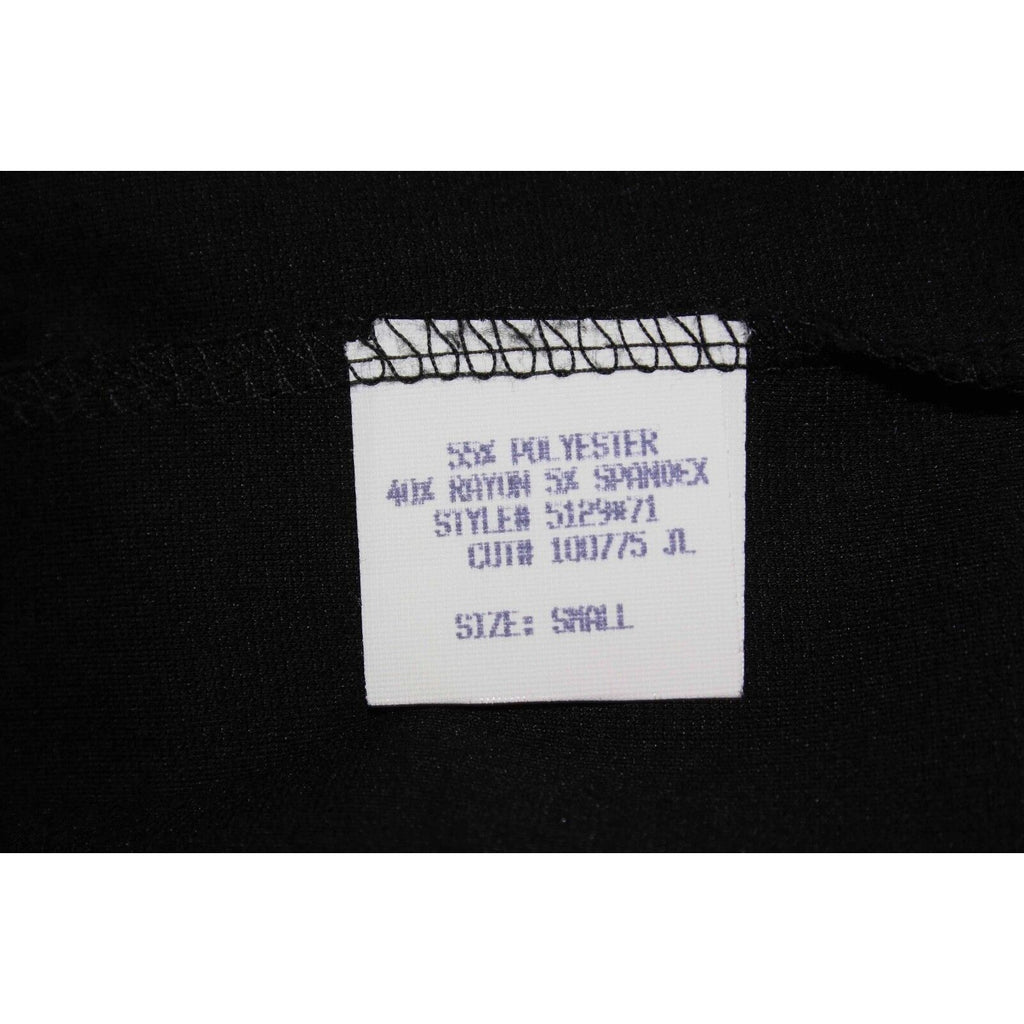 55% POLYESTER
40% RAYON 5% SPANDEX
STYLE# 5129*71
CUT# 100775 JL
SIZE: SMALL